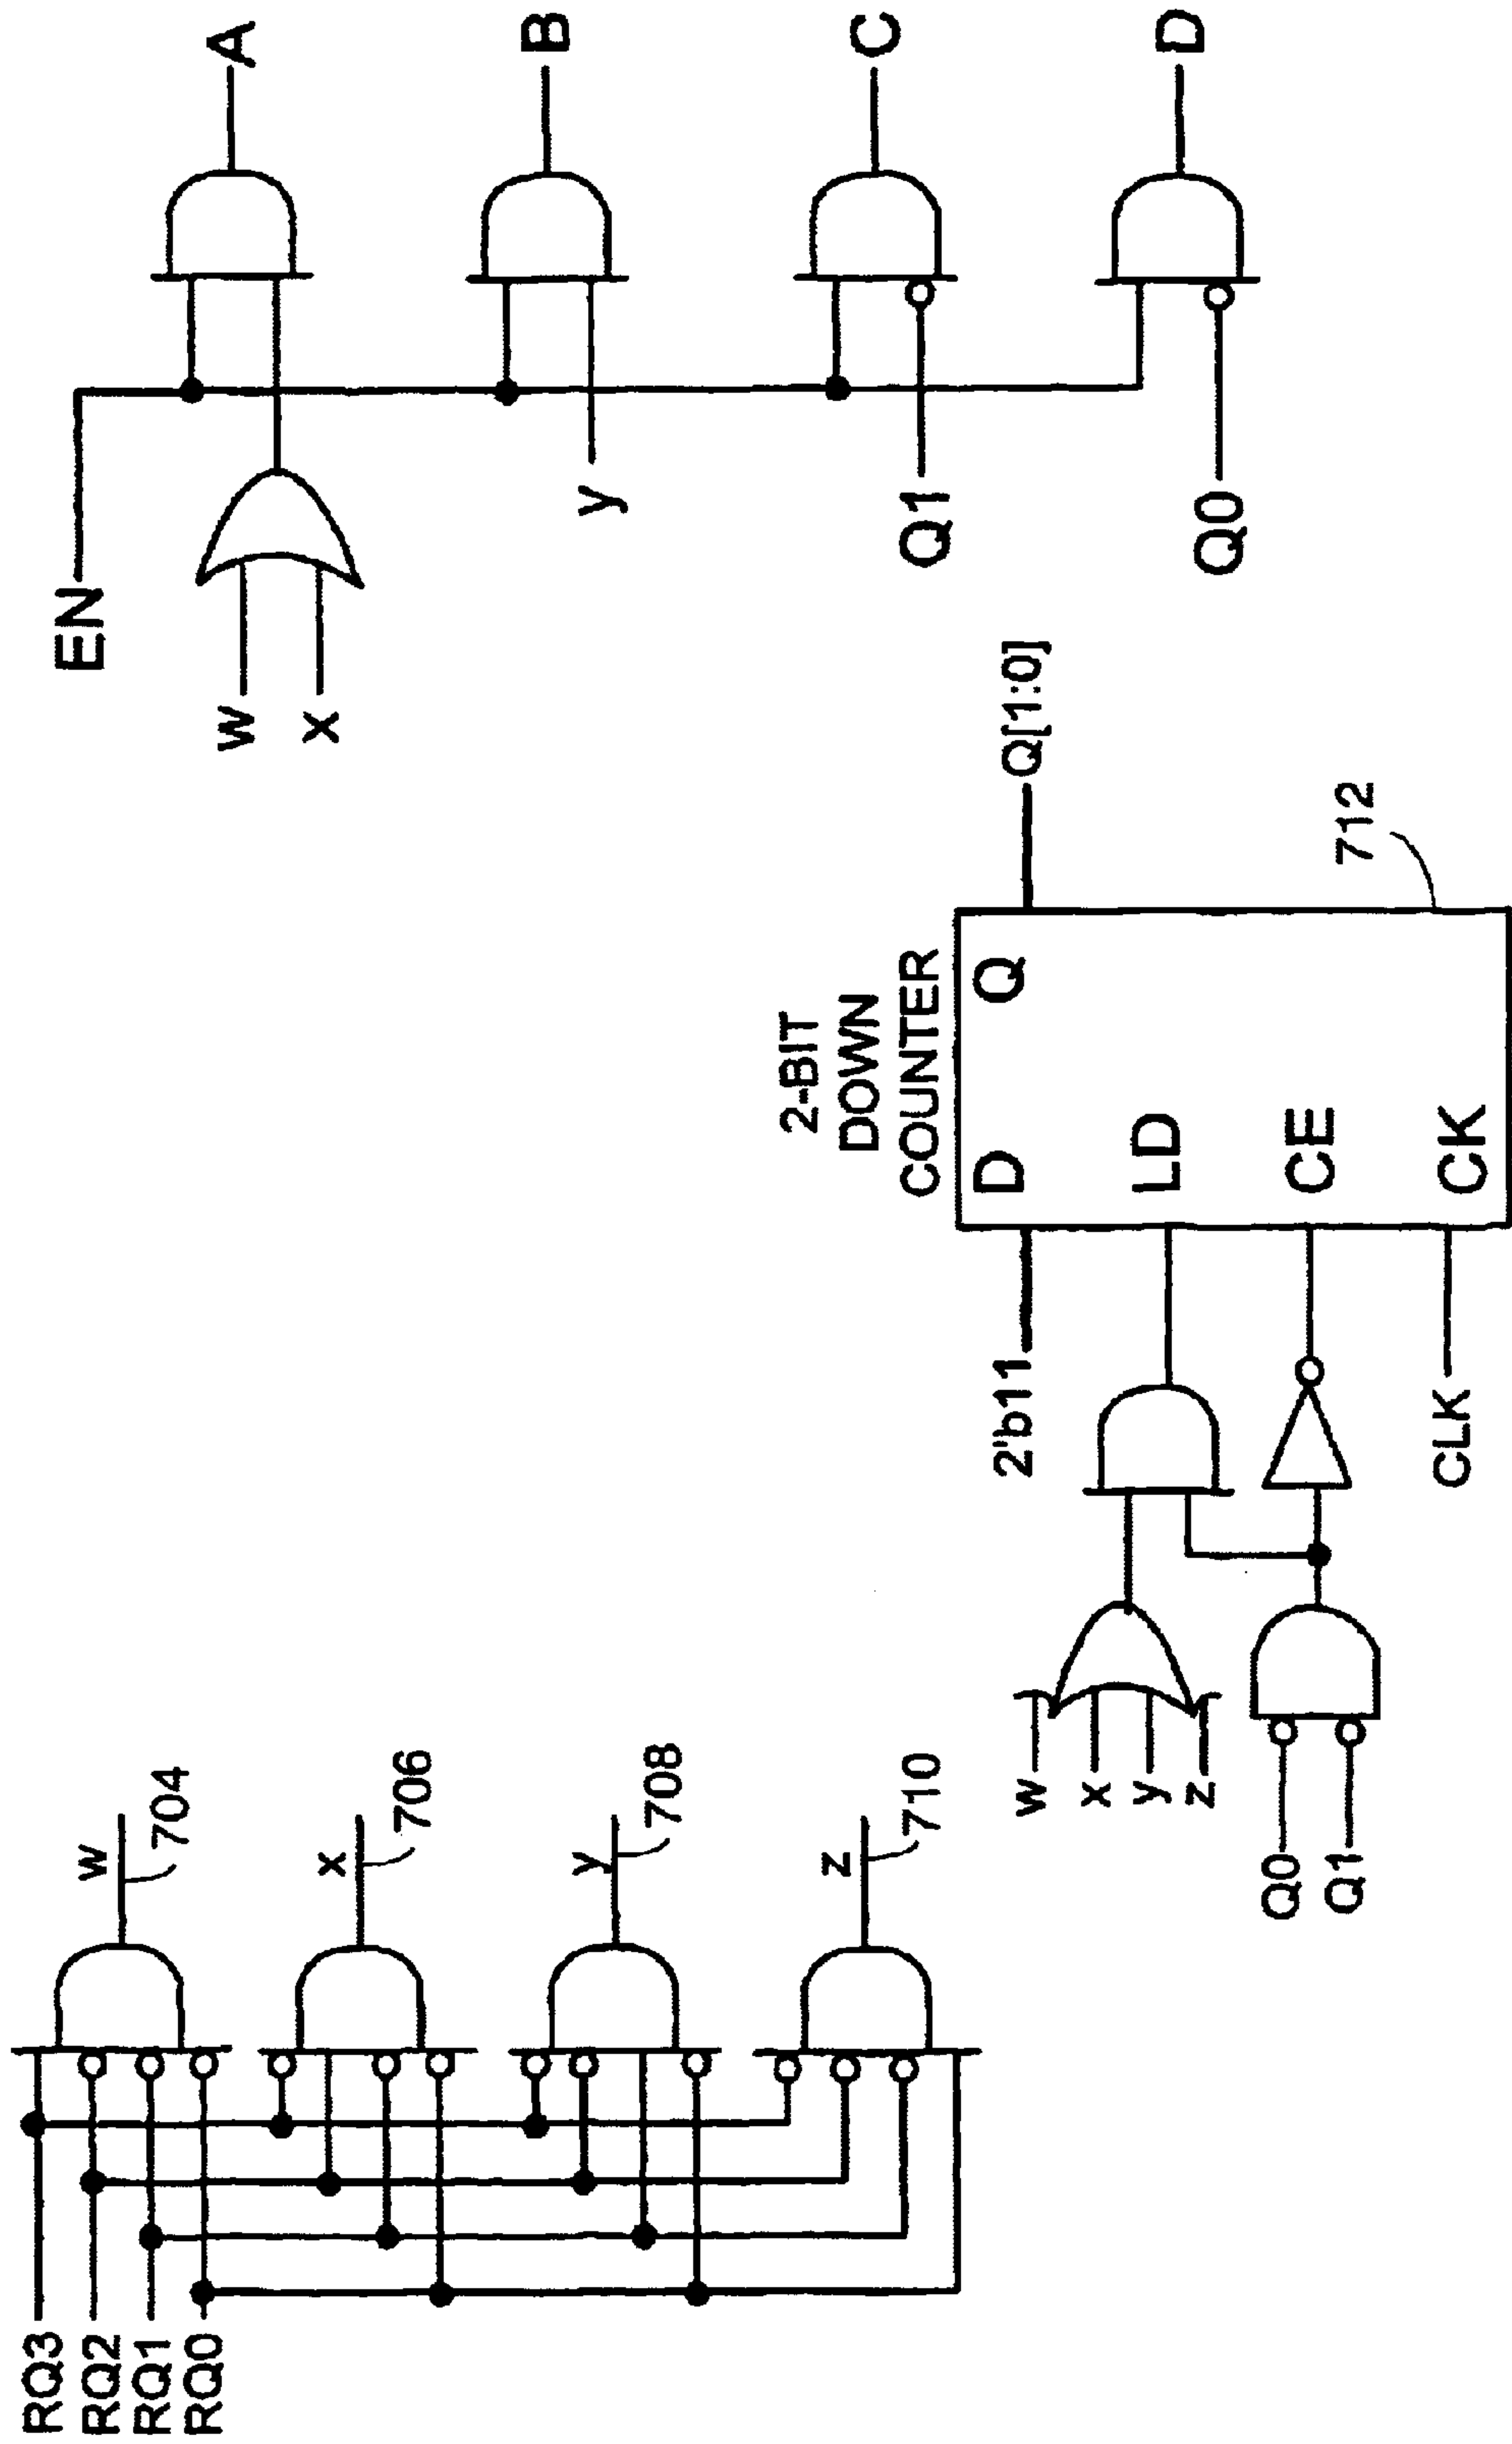 RQ3
RQ2
RQ1
RQ0
w
704
x
706
y
708
z
710
w
x
y
z
Q0
Q1
2'b11
CLK
2-BIT
DOWN
COUNTER
D
Q
LD
CE
CK
Q[1:0]
712
EN
w
x
y
Q1
Q0
A
B
C
D